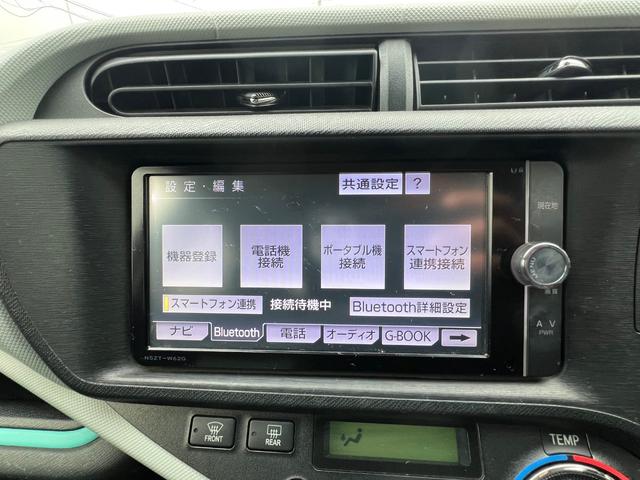 設定・編集
共通設定 ?
機器登録
電話機
接続
ポータブル機
接続
スマートフォン
連携接続
スマートフォン連携 接続待機中 Bluetooth詳細設定
ナビ Bluetooth 電話 オーディオ G-BOOK
NSZT-W62G
現在地
画質
A V
PWR
FRONT
REAR
TEMP